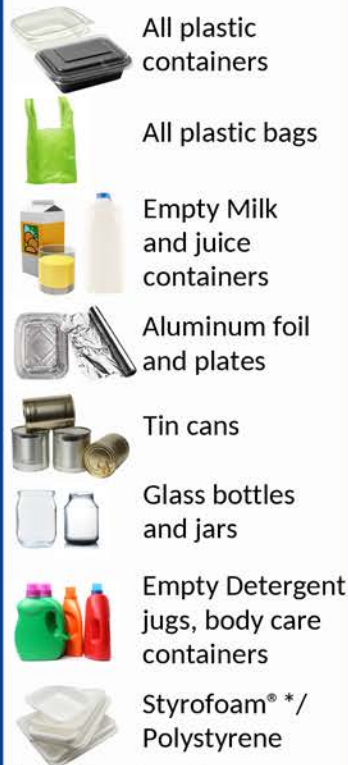 All plastic
containers
All plastic bags
Empty Milk
and juice
containers
Aluminum foil
and plates
Tin cans
Glass bottles
and jars
Empty Detergent
jugs, body care
containers
Styrofoam® */
Polystyrene